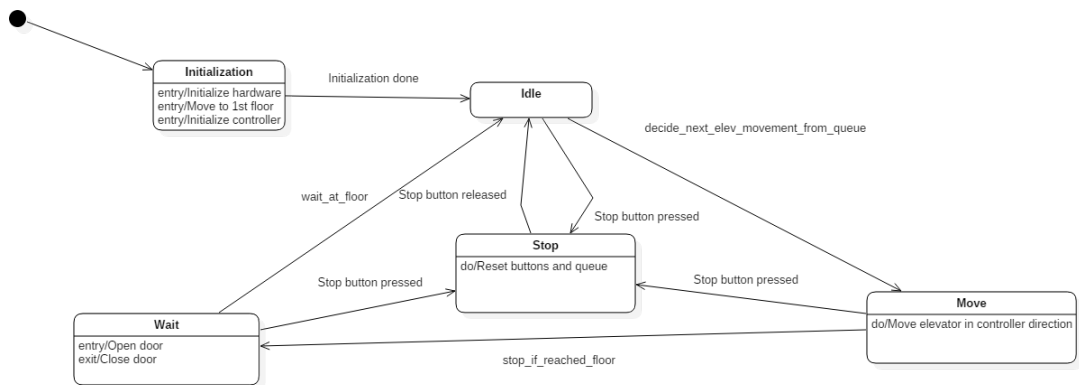 Initialization
entry/Initialize hardware
entry/Move to 1st floor
entry/Initialize controller
Initialization done
Idle
decide_next_elev_movement_from_queue
wait_at_floor
Stop button released
Stop button pressed
Stop
do/Reset buttons and queue
Stop button pressed
Stop button pressed
Move
do/Move elevator in controller direction
Wait
entry/Open door
exit/Close door
stop_if_reached_floor